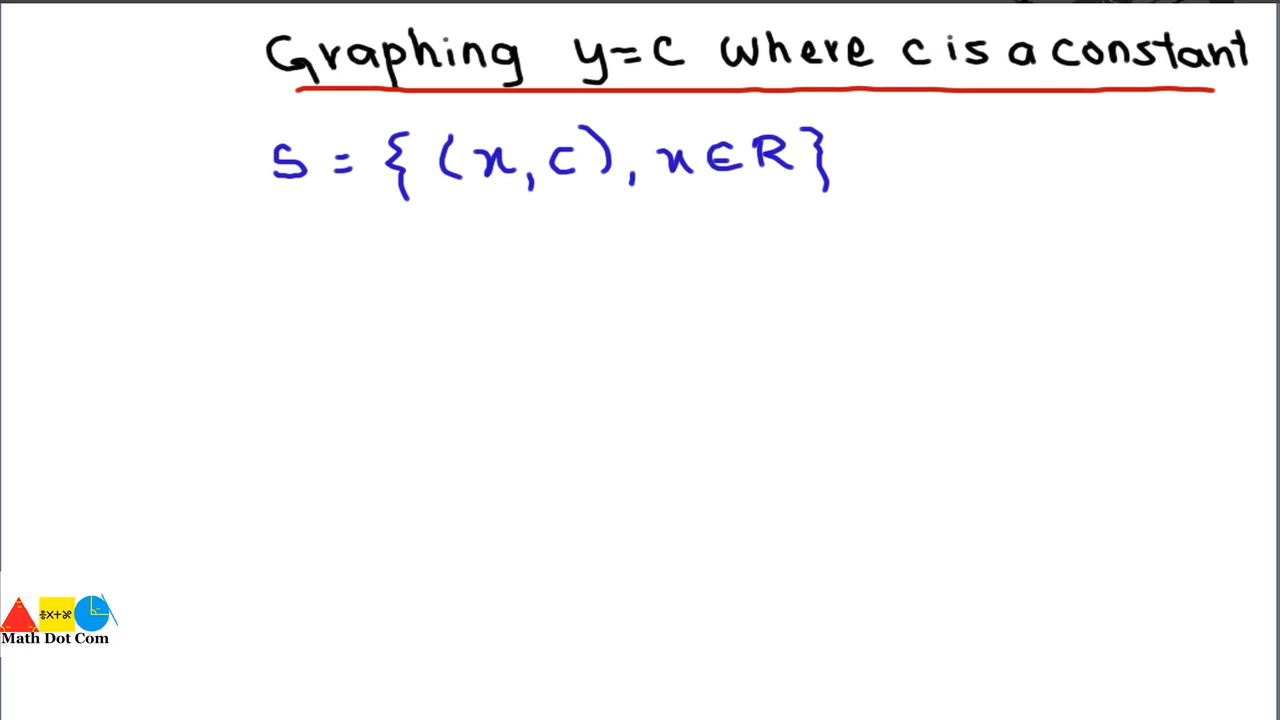 Graphing y=c where c is a constant
S = { (x, c), x ∈ R }
÷x+%
Math Dot Com